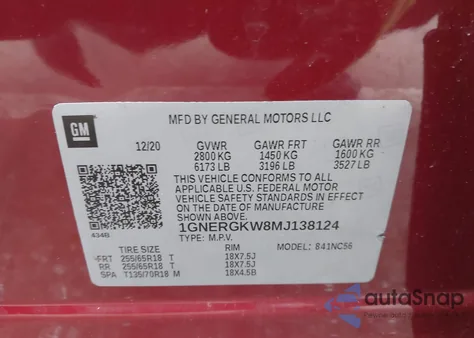 MFD BY GENERAL MOTORS LLC
GM
12/20 GVWR GAWR FRT GAWR RR
2800 KG 1450 KG 1600 KG
6173 LB 3196 LB 3527 LB
THIS VEHICLE CONFORMS TO ALL
APPLICABLE U.S. FEDERAL MOTOR
VEHICLE SAFETY STANDARDS IN EFFECT
ON THE DATE OF MANUFACTURE SHOWN ABOVE.
1GNERGKW8MJ138124
434B TYPE: M.P.V. MODEL: 841NC56
TIRE SIZE RIM
FRT 255/65R18 T 18X7.5J
RR 255/65R18 T 18X7.5J
SPA T135/70R18 M 18X4.5B
autoSnap